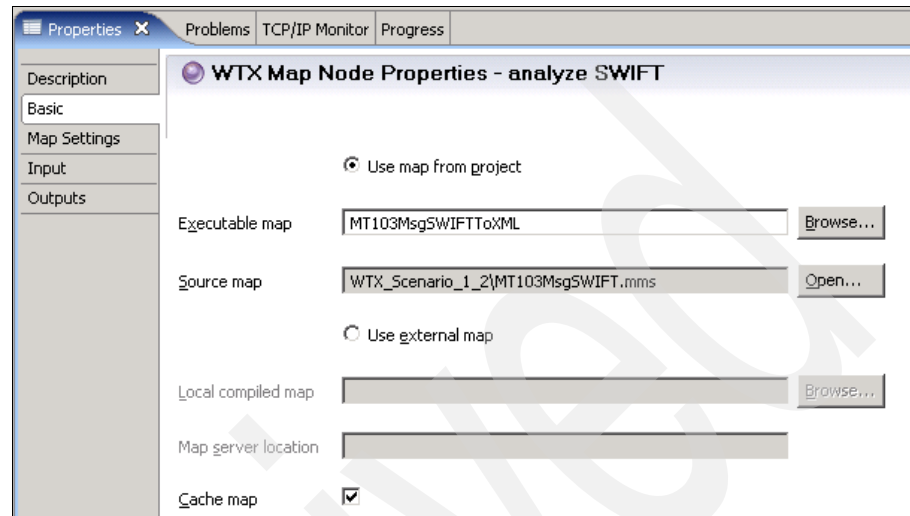 Properties
Problems
TCP/IP Monitor
Progress
Description
Basic
Map Settings
Input
Outputs
WTX Map Node Properties - analyze SWIFT
Use map from project
Executable map
MT103MsgSWIFTToXML
Browse...
Source map
WTX_Scenario_1_2\MT103MsgSWIFT.mms
Open...
Use external map
Local compiled map
Browse...
Map server location
Cache map